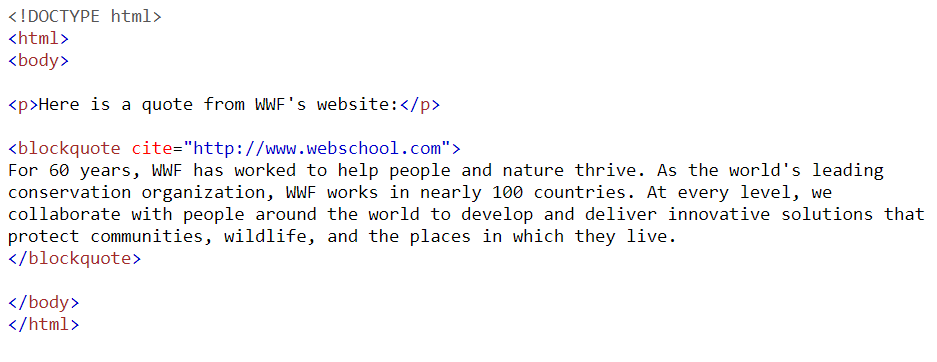 <!DOCTYPE html>
<html>
<body>
<p>Here is a quote from WWF's website:</p>
<blockquote cite="http://www.webschool.com">
For 60 years, WWF has worked to help people and nature thrive. As the world's leading
conservation organization, WWF works in nearly 100 countries. At every level, we
collaborate with people around the world to develop and deliver innovative solutions that
protect communities, wildlife, and the places in which they live.
</blockquote>
</body>
</html>